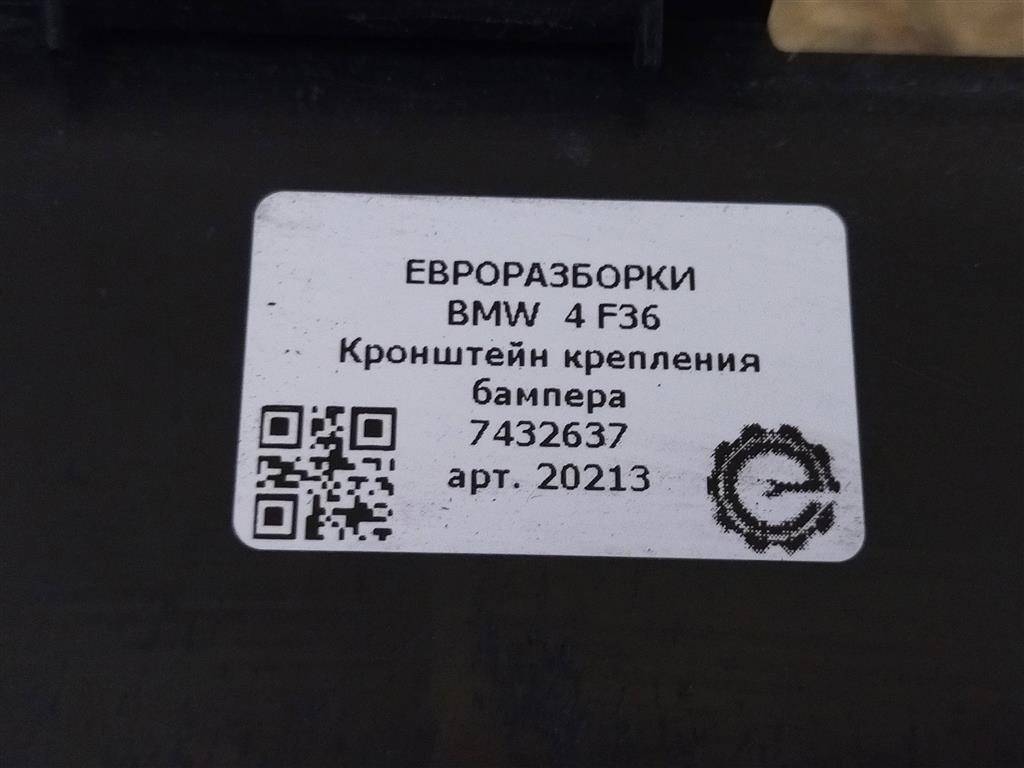 ЕВРОРАЗБОРКИ
BMW 4 F36
Кронштейн крепления
бампера
7432637
арт. 20213